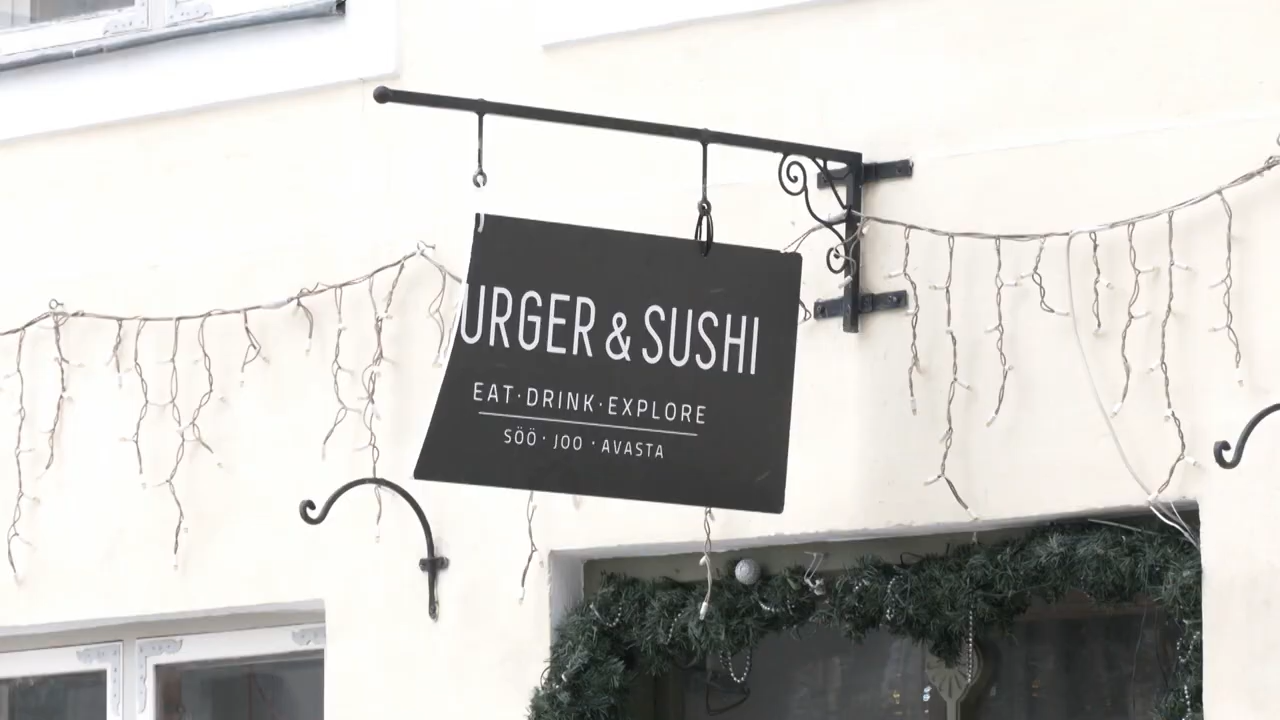 URGER & SUSHI
EAT · DRINK · EXPLORE
SÖÖ · JOO · AVASTA